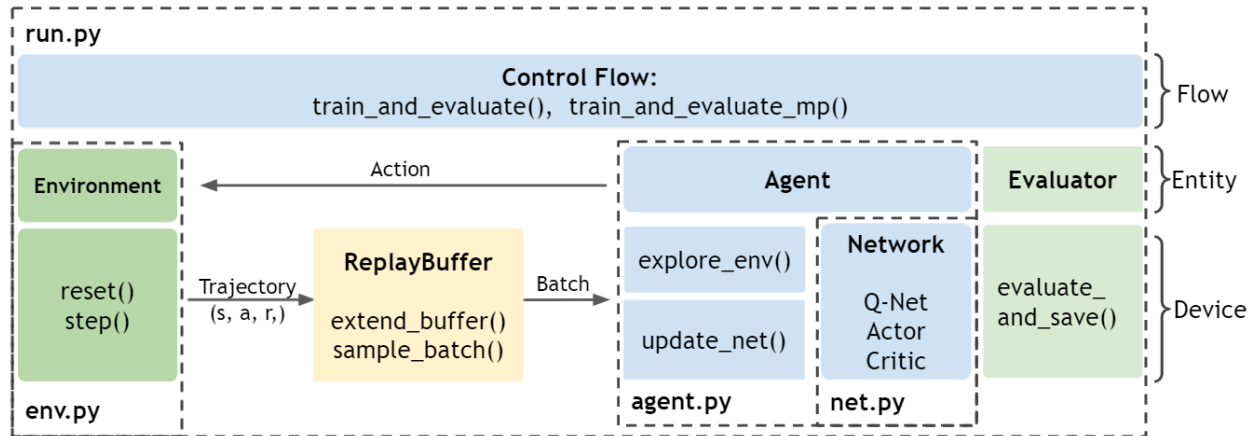 run.py
Control Flow:
train_and_evaluate(), train_and_evaluate_mp()
Flow
Environment
Action
Agent
Evaluator
Entity
reset()
step()
Trajectory
(s, a, r,)
ReplayBuffer
extend_buffer()
sample_batch()
Batch
explore_env()
update_net()
Network
Q-Net
Actor
Critic
evaluate_
and_save()
Device
env.py
agent.py
net.py